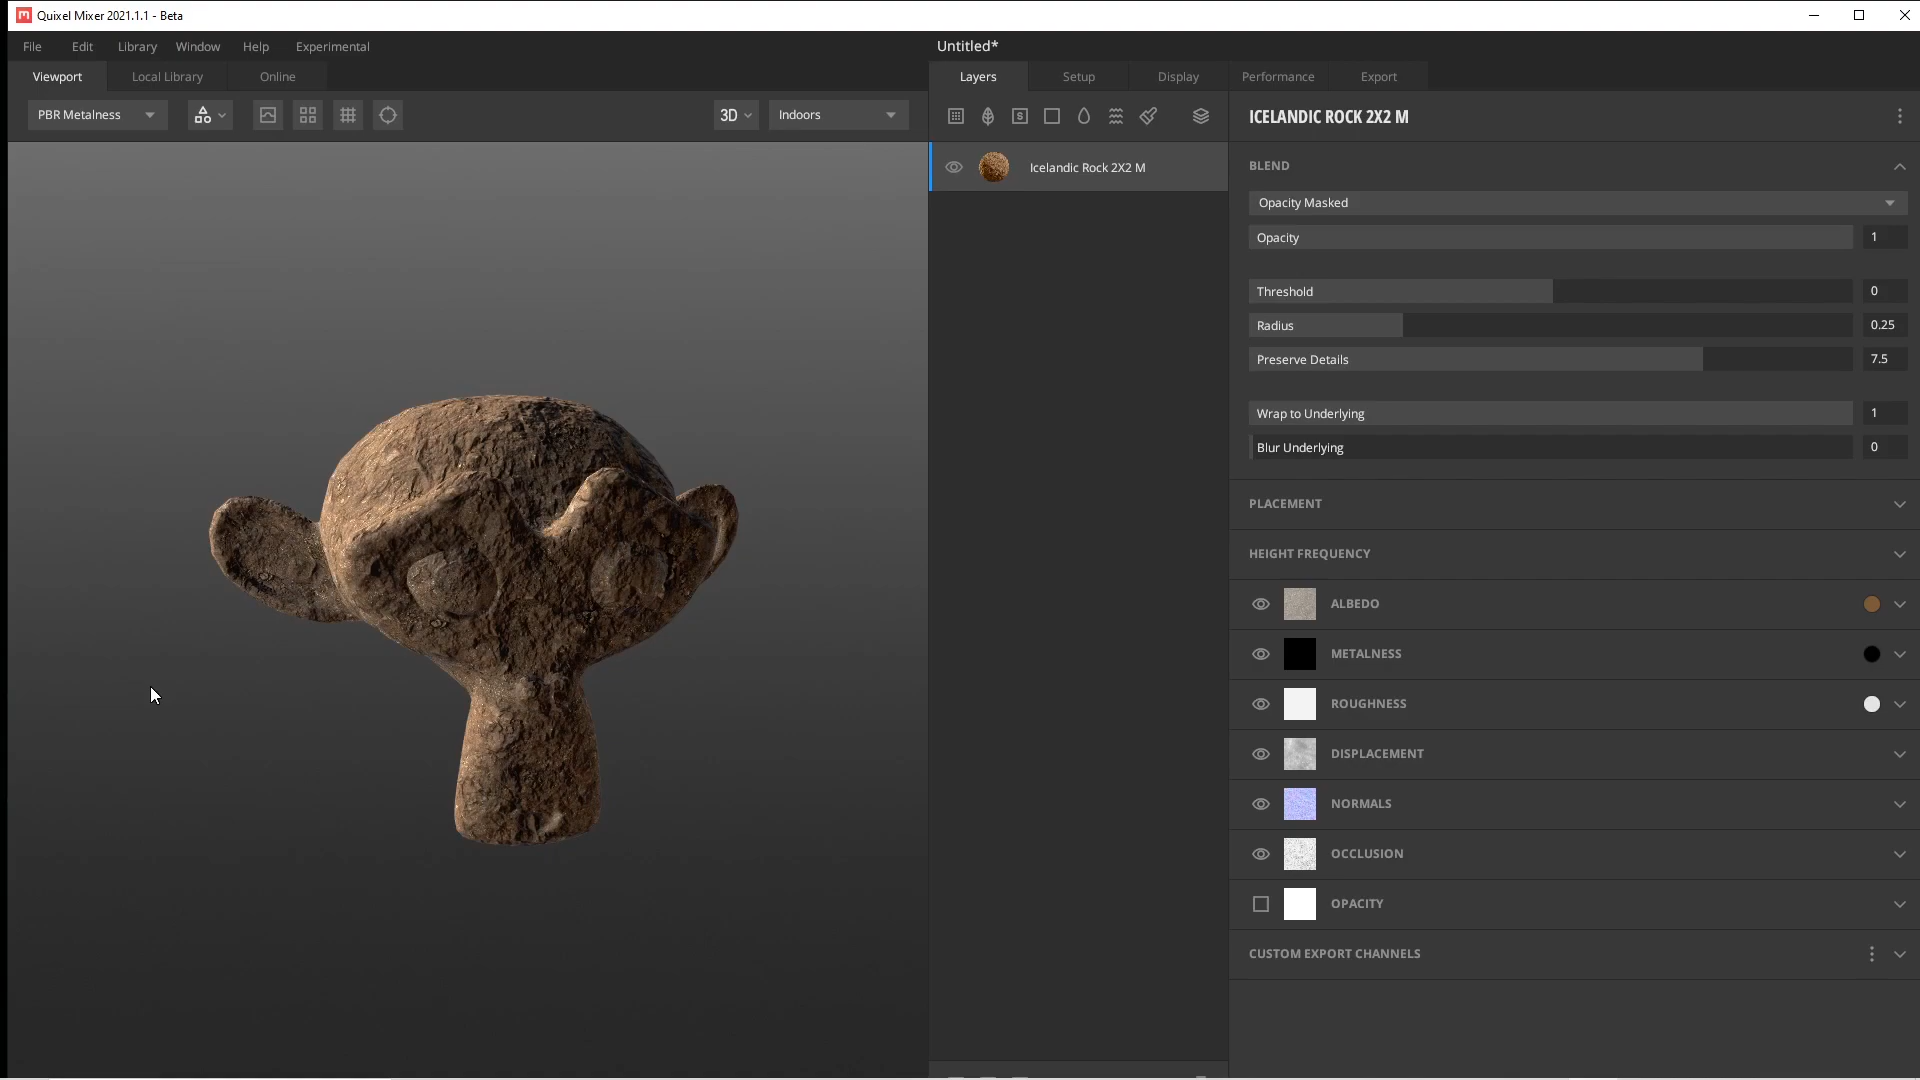 Quixel Mixer 2021.1.1 - Beta
File Edit Library Window Help Experimental
Untitled*
Viewport Local Library Online
Layers Setup Display Performance Export
PBR Metalness
3D
Indoors
ICELANDIC ROCK 2X2 M
Icelandic Rock 2X2 M
BLEND
Opacity Masked
Opacity 1
Threshold 0
Radius 0.25
Preserve Details 7.5
Wrap to Underlying 1
Blur Underlying 0
PLACEMENT
HEIGHT FREQUENCY
ALBEDO
METALNESS
ROUGHNESS
DISPLACEMENT
NORMALS
OCCLUSION
OPACITY
CUSTOM EXPORT CHANNELS